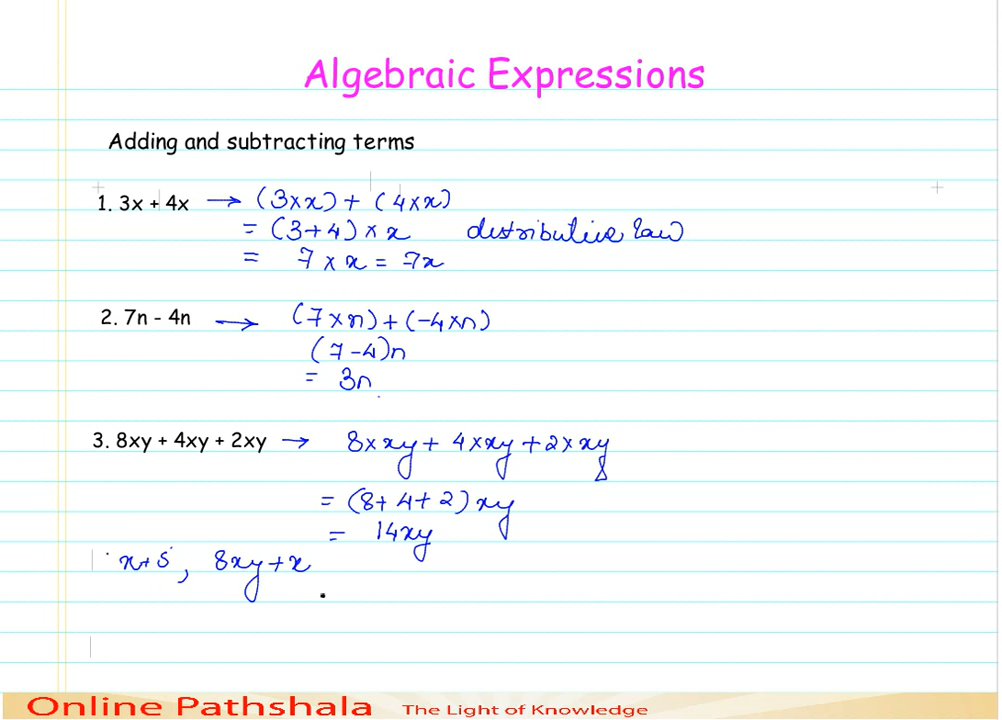 Algebraic Expressions
Adding and subtracting terms
1. 3x + 4x → (3×x) + (4×x)
= (3+4) × x distributive law
= 7 × x = 7x
2. 7n - 4n → (7×n) + (-4×n)
(7-4)n
= 3n
3. 8xy + 4xy + 2xy → 8×xy + 4×xy + 2×xy
= (8+4+2) xy
= 14xy
x+5, 8xy+x
Online Pathshala The Light of Knowledge